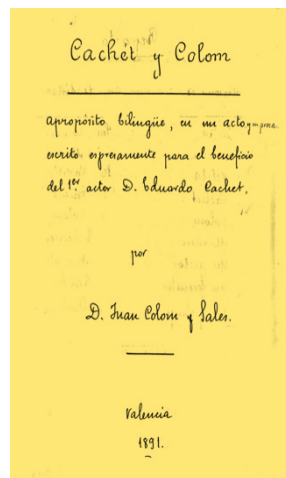 Cachet y Colom
apropósito bilingüe, en un acto y en prosa
escrito espresamente para el beneficio
del 1er actor D. Eduardo Cachet,
por
D. Juan Colom y Sales.
Valencia
1891.